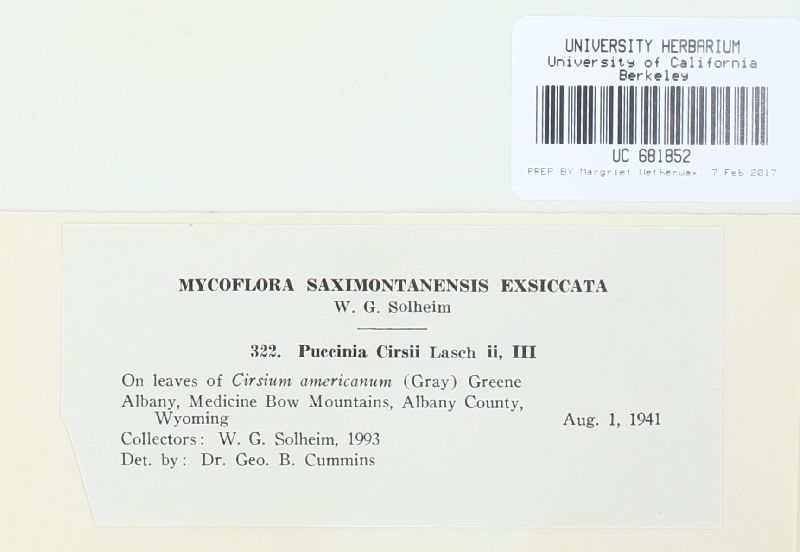 UNIVERSITY HERBARIUM
University of California
Berkeley
UC 681852
PREP BY Margriet Wetherwax, 7 Feb 2017
MYCOFLORA SAXIMONTANENSIS EXSICCATA
W. G. Solheim
322. Puccinia Cirsii Lasch ii, III
On leaves of Cirsium americanum (Gray) Greene
Albany, Medicine Bow Mountains, Albany County,
Wyoming Aug. 1, 1941
Collectors: W. G. Solheim, 1993
Det. by: Dr. Geo. B. Cummins